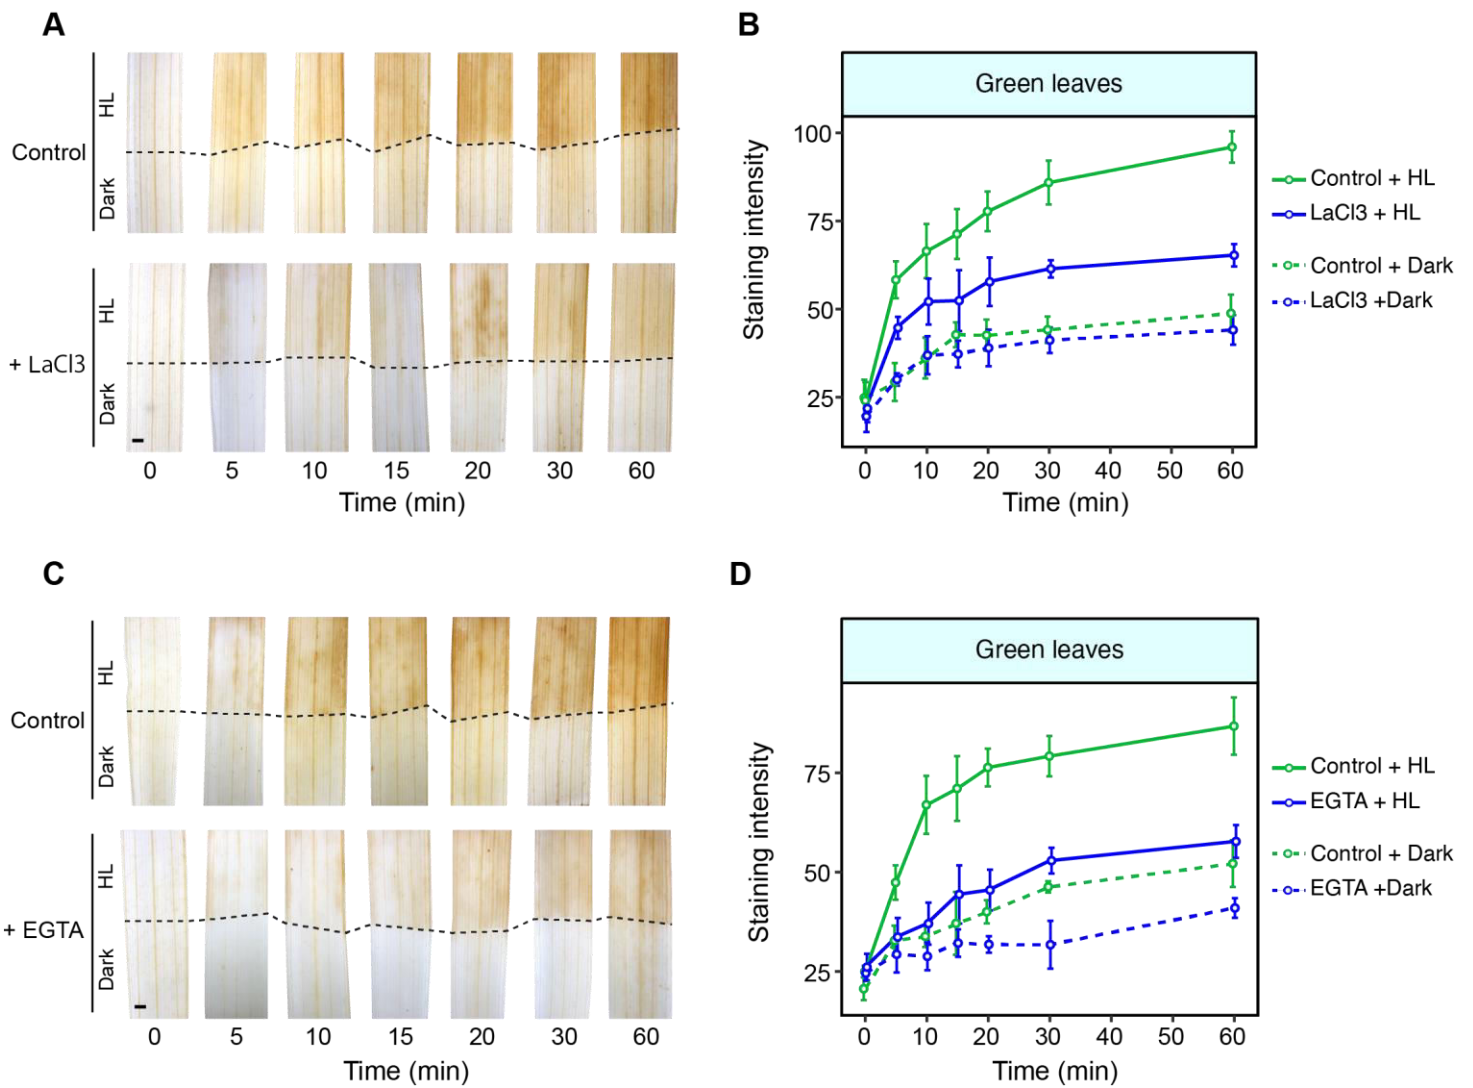 A
HL
Control
Dark
HL
+ LaCl3
Dark
0 5 10 15 20 30 60
Time (min)
B
Green leaves
Staining intensity
100
75
50
25
0 10 20 30 40 50 60
Time (min)
Control + HL
LaCl3 + HL
Control + Dark
LaCl3 +Dark
C
HL
Control
Dark
HL
+ EGTA
Dark
0 5 10 15 20 30 60
Time (min)
D
Green leaves
Staining intensity
75
50
25
0 10 20 30 40 50 60
Time (min)
Control + HL
EGTA + HL
Control + Dark
EGTA +Dark